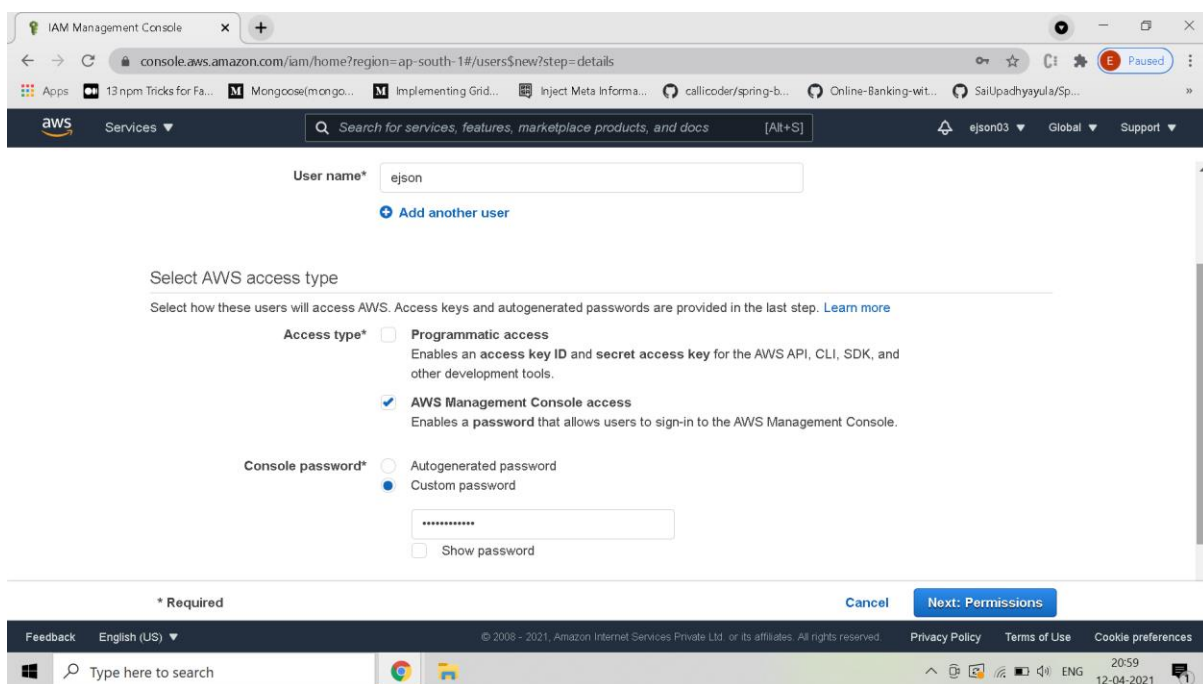 IAM Management Console
console.aws.amazon.com/iam/home?region=ap-south-1#/users$new?step=details
E Paused
Apps 13 npm Tricks for Fa... Mongoose(mongo... Implementing Grid... Inject Meta Informa... callicoder/spring-b... Online-Banking-wit... SaiUpadhyayula/Sp... »
aws Services ▼ Search for services, features, marketplace products, and docs [Alt+S] ejson03 ▼ Global ▼ Support ▼
User name* ejson
Add another user
Select AWS access type
Select how these users will access AWS. Access keys and autogenerated passwords are provided in the last step. Learn more
Access type* Programmatic access
Enables an access key ID and secret access key for the AWS API, CLI, SDK, and
other development tools.
AWS Management Console access
Enables a password that allows users to sign-in to the AWS Management Console.
Console password* Autogenerated password
Custom password
••••••••••••
Show password
* Required Cancel Next: Permissions
Feedback English (US) ▼ © 2008 - 2021, Amazon Internet Services Private Ltd. or its affiliates. All rights reserved. Privacy Policy Terms of Use Cookie preferences
Type here to search ENG 20:59
12-04-2021 1